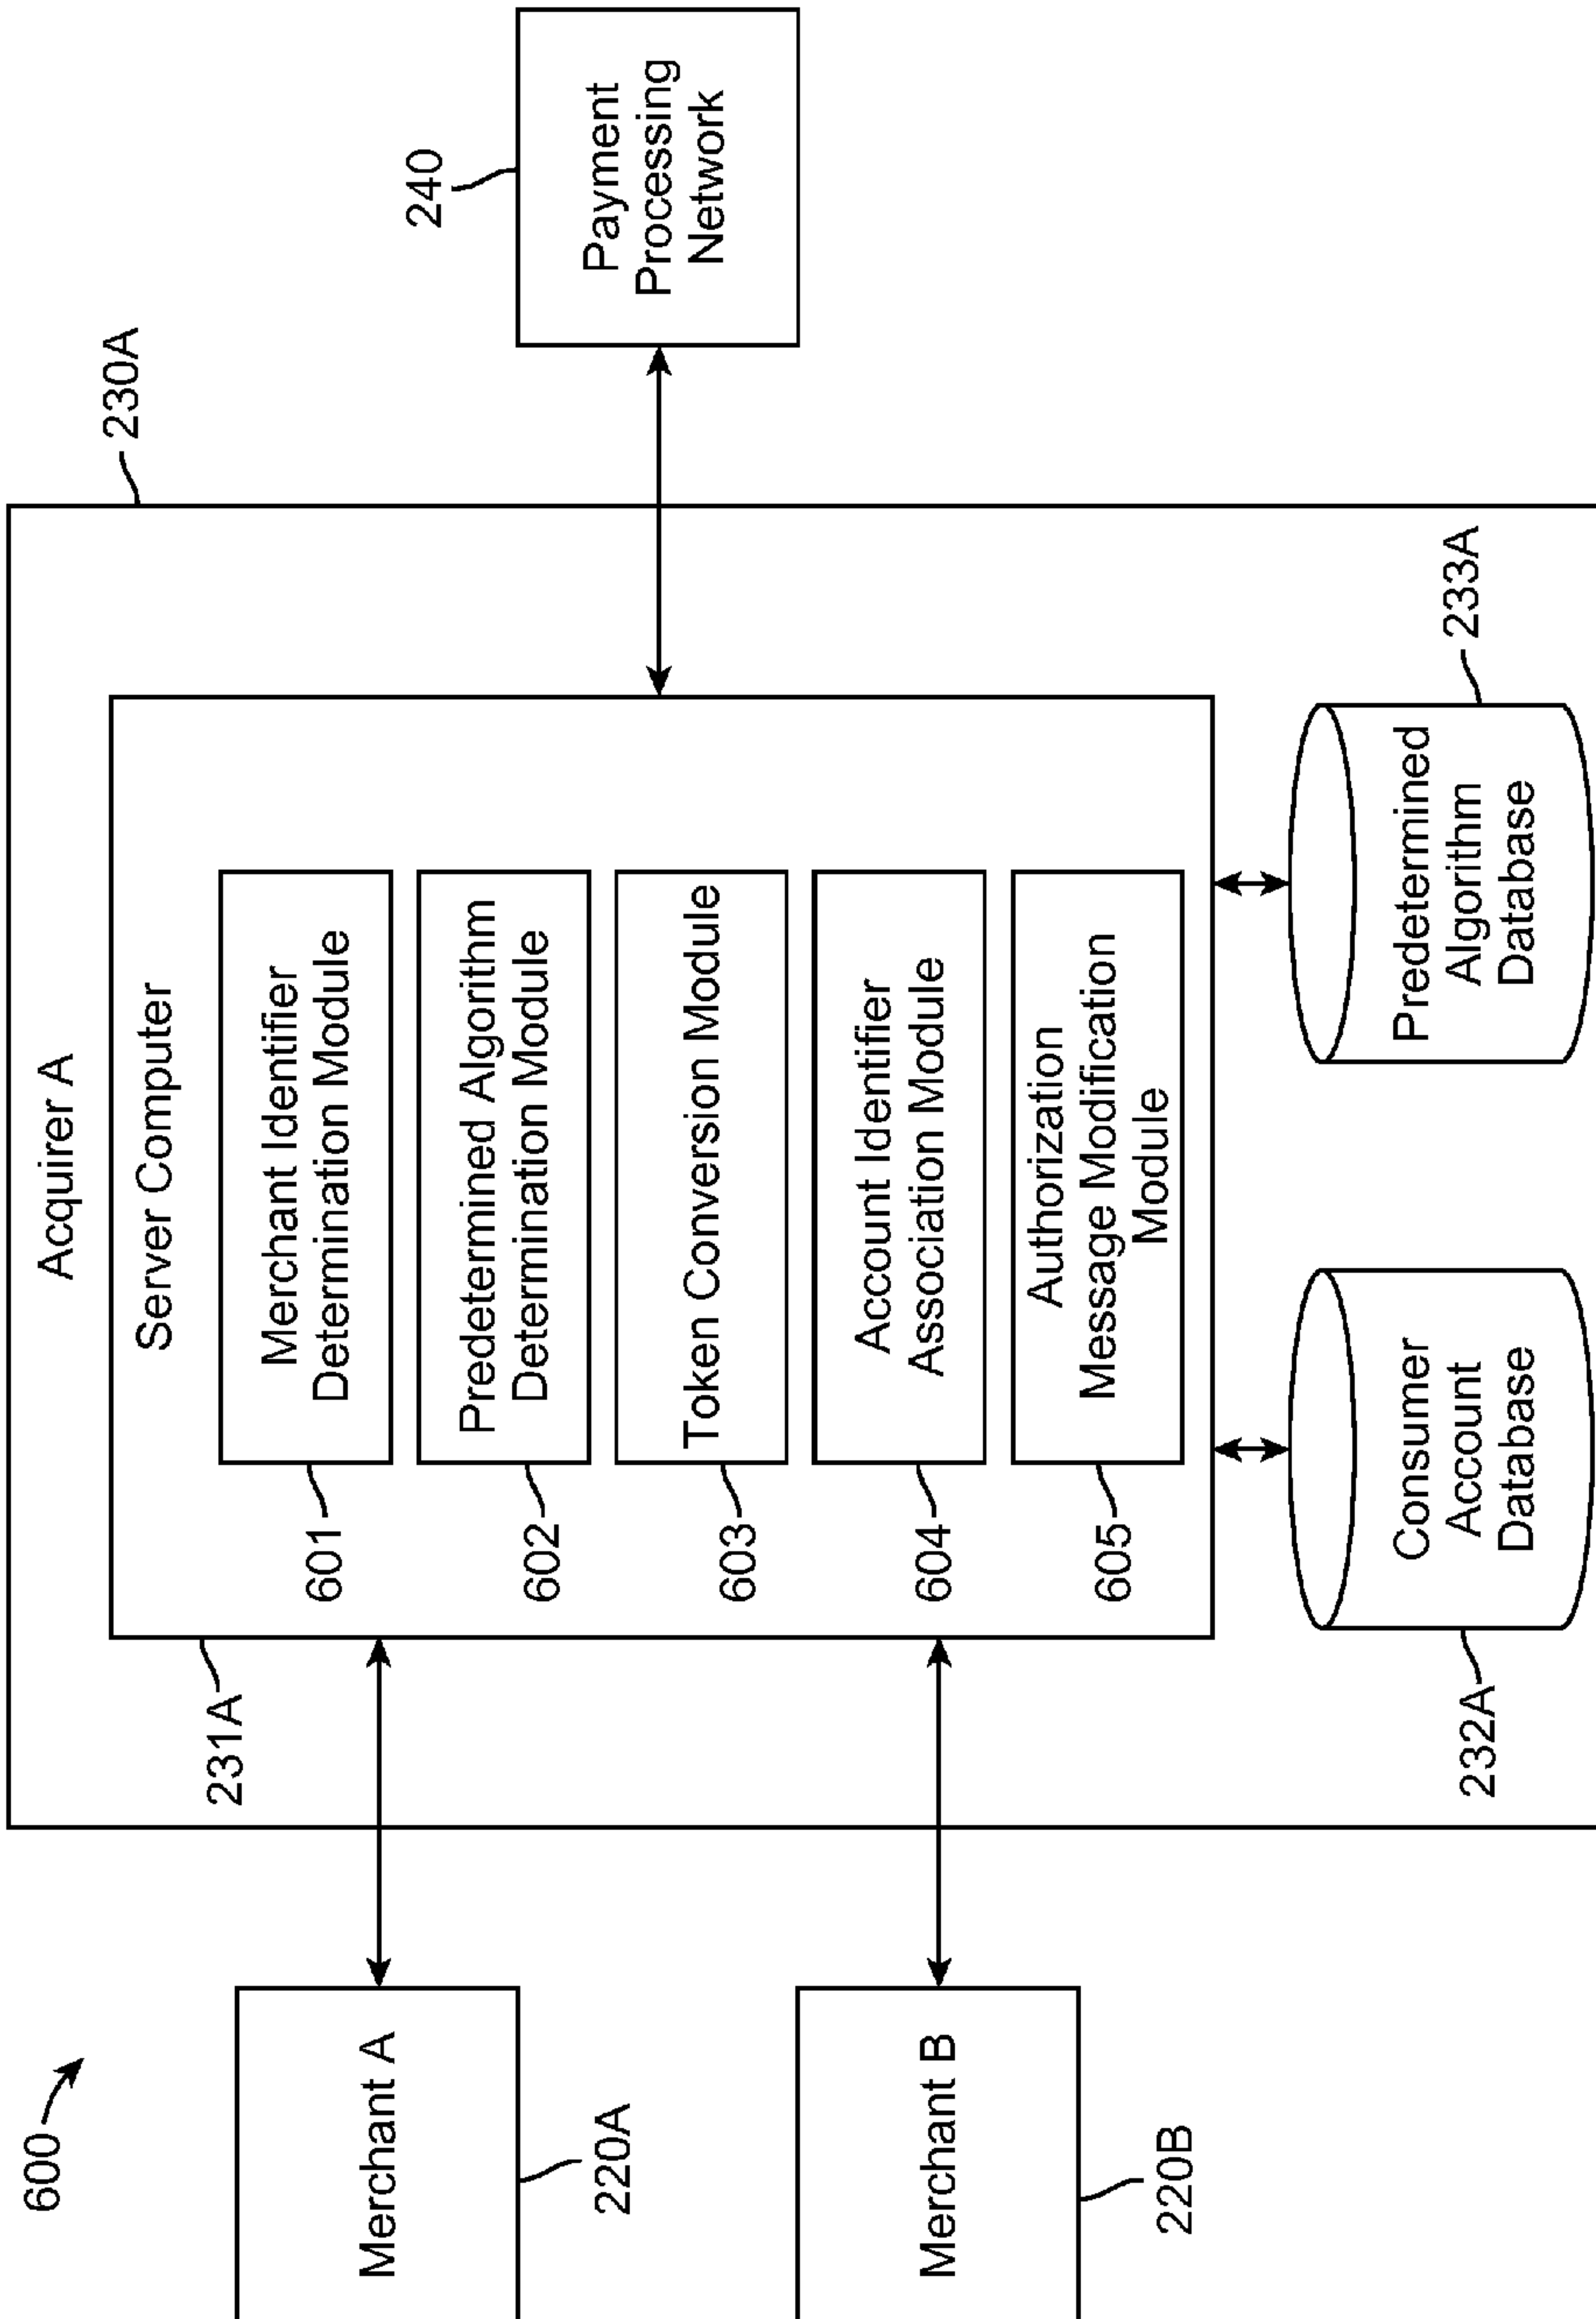 600
Acquirer A
230A
231A
Server Computer
Merchant A
220A
Merchant B
220B
601
Merchant Identifier
Determination Module
602
Predetermined Algorithm
Determination Module
603
Token Conversion Module
604
Account Identifier
Association Module
605
Authorization
Message Modification
Module
240
Payment
Processing
Network
232A
Consumer
Account
Database
Predetermined
Algorithm
Database
233A